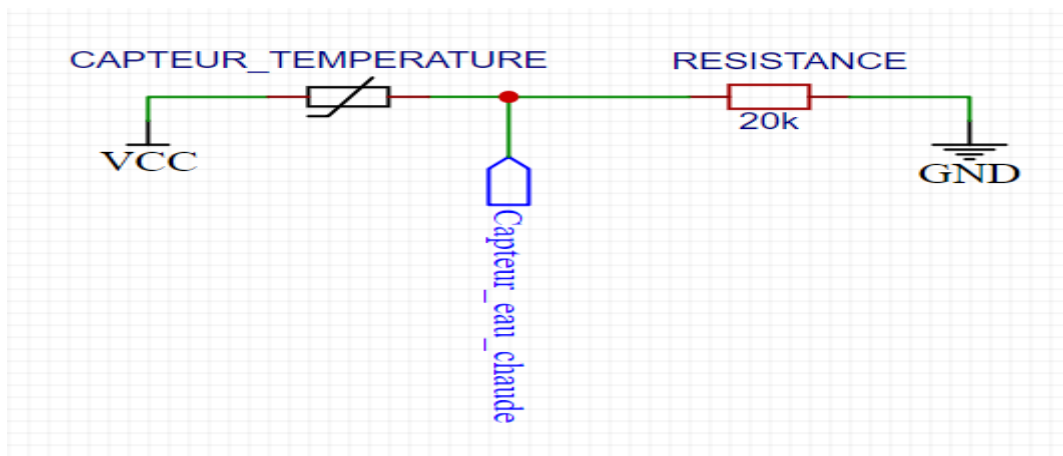 CAPTEUR_TEMPERATURE
RESISTANCE
20k
VCC
GND
Capteur_eau_chaude